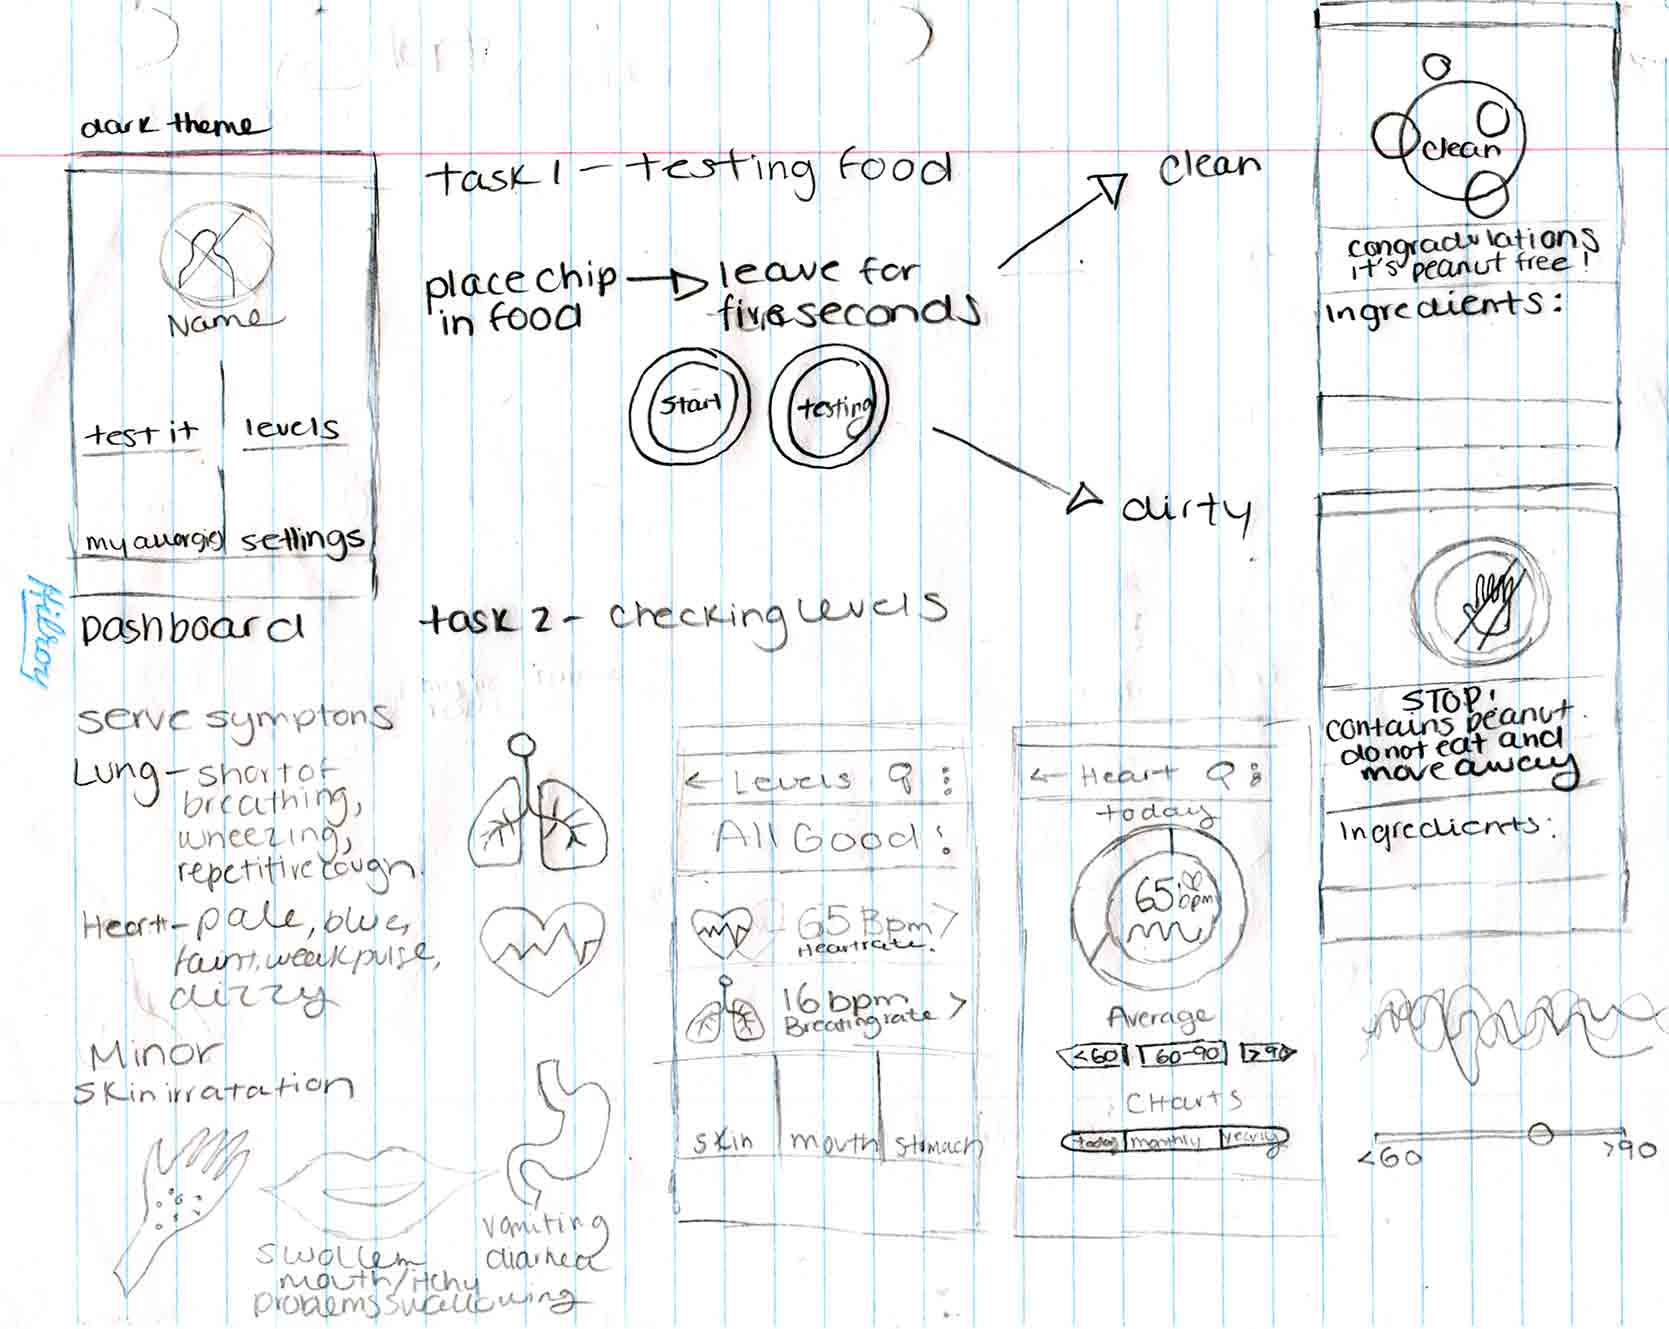 dark theme
Name
test it
levels
my allergies
settings
Dashboard
Hilroy
task 1 - testing food
place chip
in food
leave for
five seconds
Start
testing
clean
dirty
clean
congradulations
it's peanut free!
Ingredients:
STOP!
contains peanut.
do not eat and
move away
Ingredients:
task 2 - checking levels
serve symptons
Lung - short of
breathing,
wheezing,
repetitive cough.
Heart - pale, blue,
faint, weak pulse,
dizzy
Minor
skin irratation
swollem
mouth/itchy
problems swallowing
vomiting
diarhea
← Levels
All Good
65 Bpm >
Heartrate.
16 bpm >
Breatingrate
skin
mouth
stomach
← Heart
today
65 bpm
Average
<60
60-90
>90
CHarts
today
monthly
yearly
<60
>90